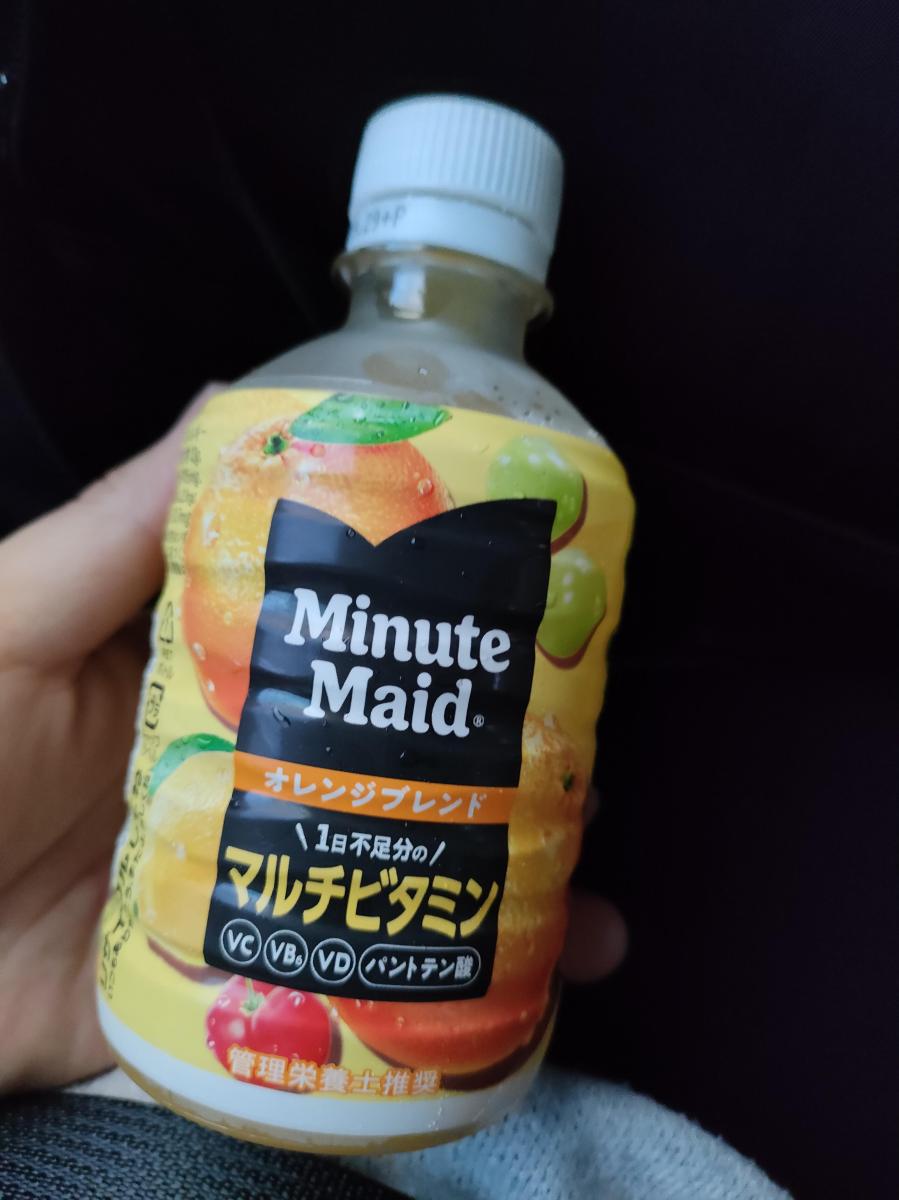 29+P
Minute
Maid®
オレンジブレンド
\1日不足分の/
マルチビタミン
VC VB6 VD パントテン酸
管理栄養士推奨